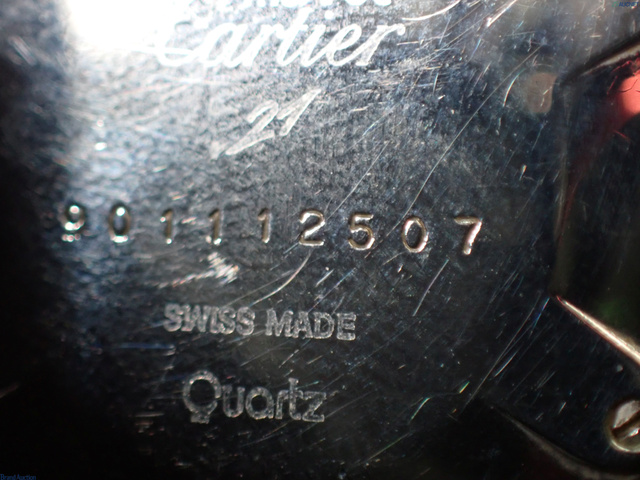 Cartier
21
901112507
SWISS MADE
Quartz